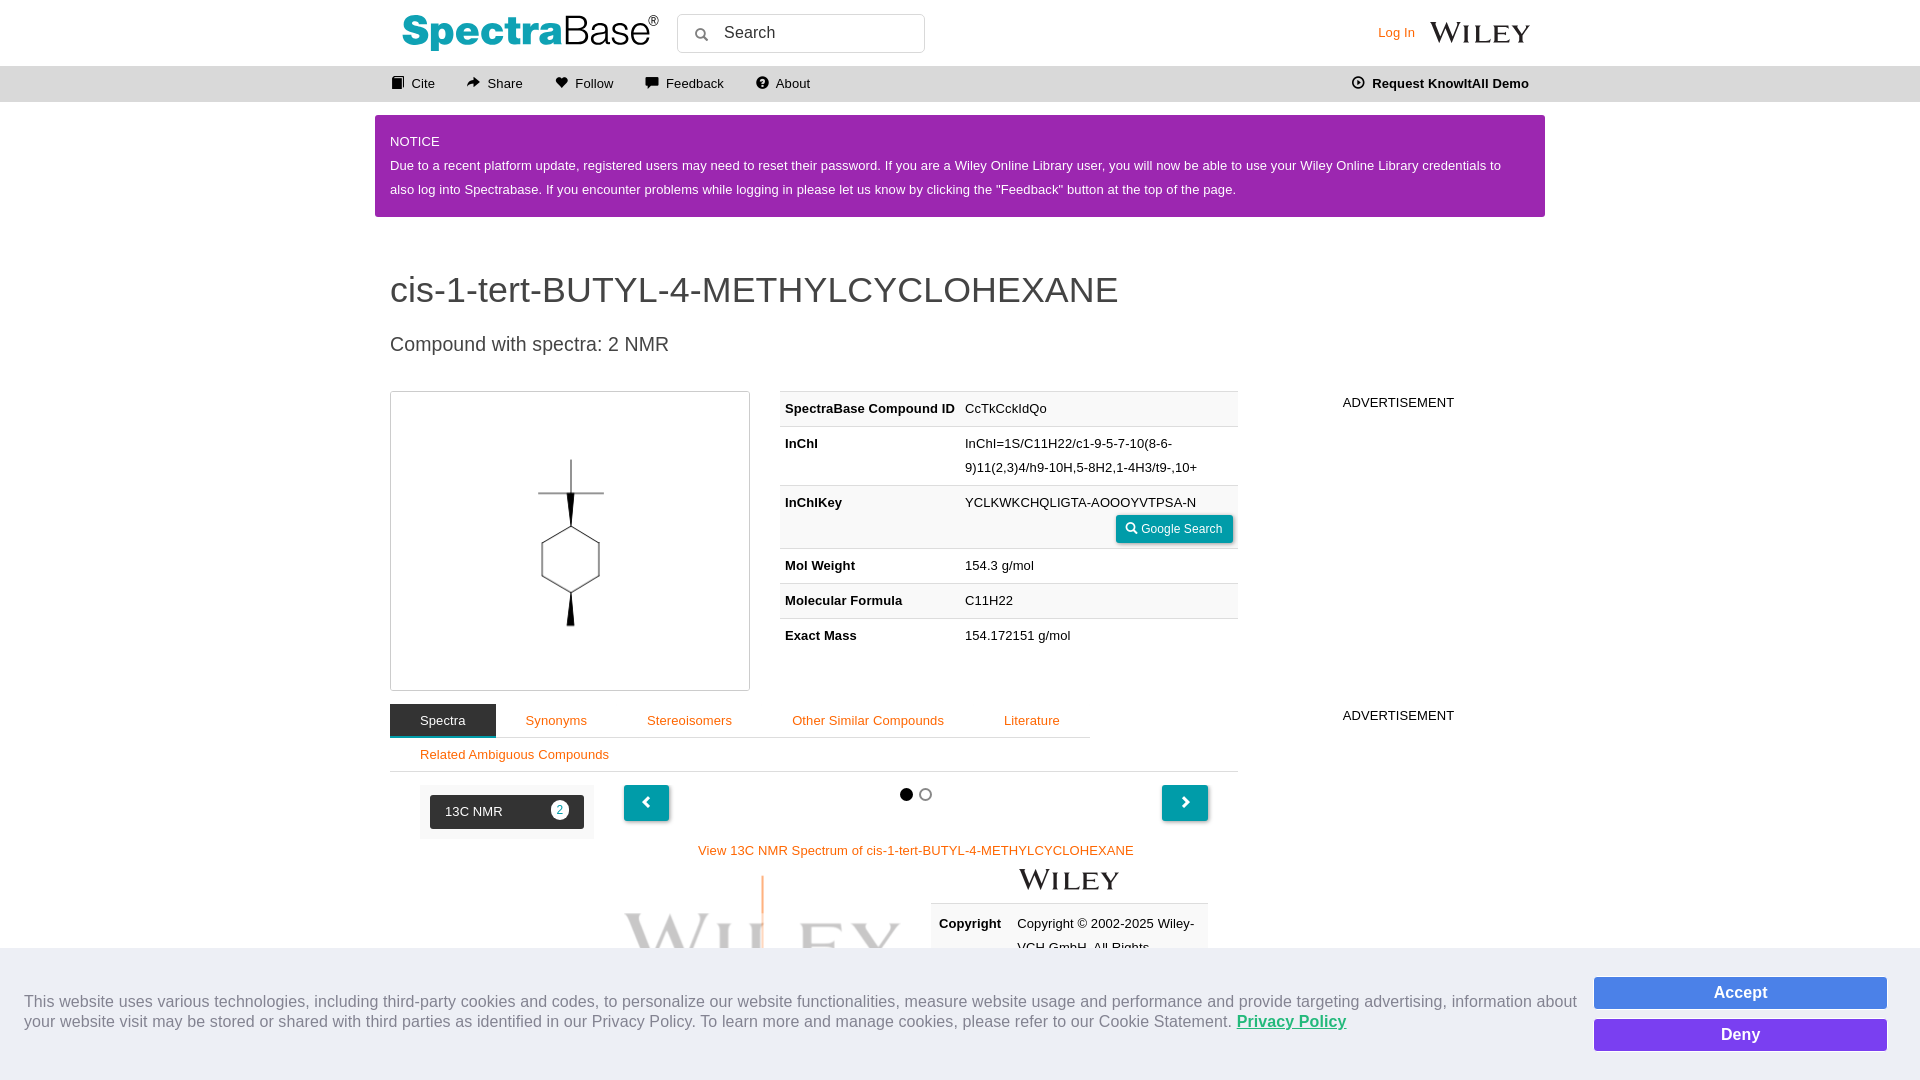 SpectraBase®
Search
Log In
WILEY
Cite
Share
Follow
Feedback
About
Request KnowItAll Demo
NOTICE
Due to a recent platform update, registered users may need to reset their password. If you are a Wiley Online Library user, you will now be able to use your Wiley Online Library credentials to
also log into Spectrabase. If you encounter problems while logging in please let us know by clicking the "Feedback" button at the top of the page.
cis-1-tert-BUTYL-4-METHYLCYCLOHEXANE
Compound with spectra: 2 NMR
SpectraBase Compound ID CcTkCckIdQo
InChI InChI=1S/C11H22/c1-9-5-7-10(8-6-
9)11(2,3)4/h9-10H,5-8H2,1-4H3/t9-,10+
InChIKey YCLKWKCHQLIGTA-AOOOYVTPSA-N
Google Search
Mol Weight 154.3 g/mol
Molecular Formula C11H22
Exact Mass 154.172151 g/mol
ADVERTISEMENT
Spectra
Synonyms
Stereoisomers
Other Similar Compounds
Literature
Related Ambiguous Compounds
ADVERTISEMENT
13C NMR 2
View 13C NMR Spectrum of cis-1-tert-BUTYL-4-METHYLCYCLOHEXANE
WILEY
WILEY
Copyright Copyright © 2002-2025 Wiley-
VCH GmbH. All Rights
This website uses various technologies, including third-party cookies and codes, to personalize our website functionalities, measure website usage and performance and provide targeting advertising, information about
your website visit may be stored or shared with third parties as identified in our Privacy Policy. To learn more and manage cookies, please refer to our Cookie Statement. Privacy Policy
Accept
Deny